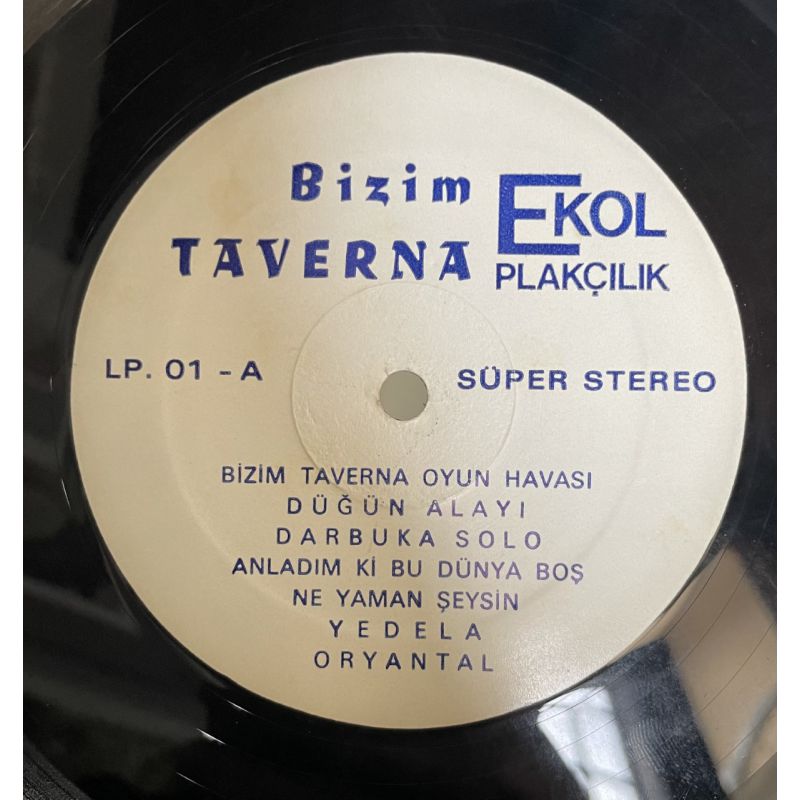 Bizim
TAVERNA
EKOL
PLAKÇILIK
LP. 01 - A
SÜPER STEREO
BİZİM TAVERNA OYUN HAVASI
DÜĞÜN ALAYI
DARBUKA SOLO
ANLADIM Kİ BU DÜNYA BOŞ
NE YAMAN ŞEYSİN
YEDELA
ORYANTAL